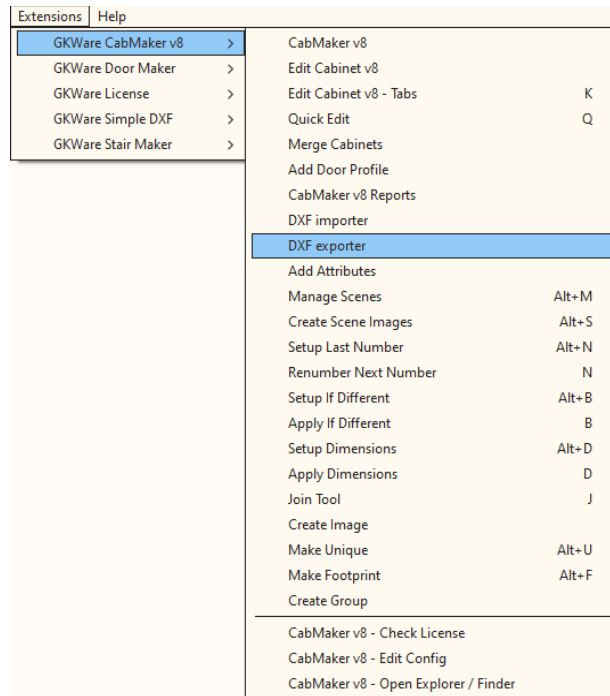 Extensions Help
GKWare CabMaker v8 >
GKWare Door Maker >
GKWare License >
GKWare Simple DXF >
GKWare Stair Maker >
CabMaker v8
Edit Cabinet v8
Edit Cabinet v8 - Tabs K
Quick Edit Q
Merge Cabinets
Add Door Profile
CabMaker v8 Reports
DXF importer
DXF exporter
Add Attributes
Manage Scenes Alt+M
Create Scene Images Alt+S
Setup Last Number Alt+N
Renumber Next Number N
Setup If Different Alt+B
Apply If Different B
Setup Dimensions Alt+D
Apply Dimensions D
Join Tool J
Create Image
Make Unique Alt+U
Make Footprint Alt+F
Create Group
CabMaker v8 - Check License
CabMaker v8 - Edit Config
CabMaker v8 - Open Explorer / Finder